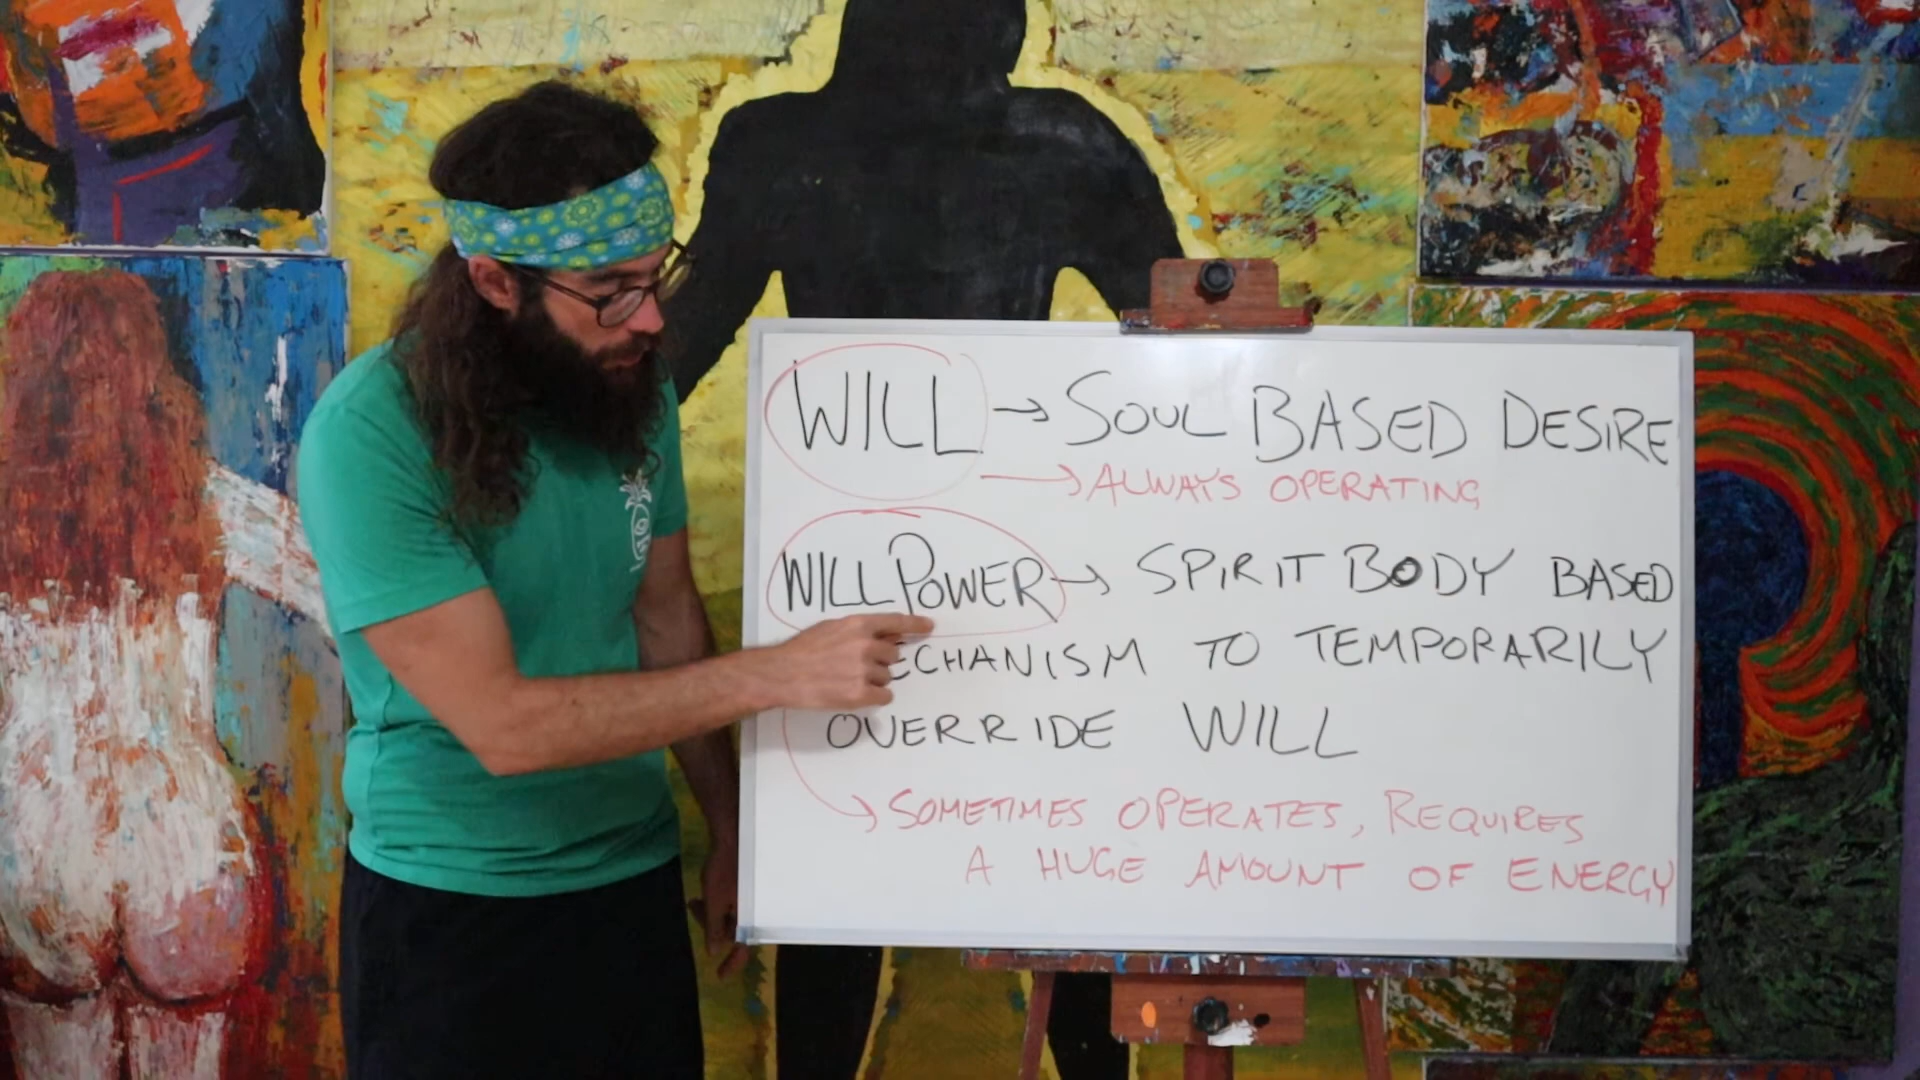 WILL → SOUL BASED DESIRE
→ ALWAYS OPERATING
WILLPOWER → SPIRIT BODY BASED
MECHANISM TO TEMPORARILY
OVERRIDE WILL
→ SOMETIMES OPERATES, REQUIRES
A HUGE AMOUNT OF ENERGY